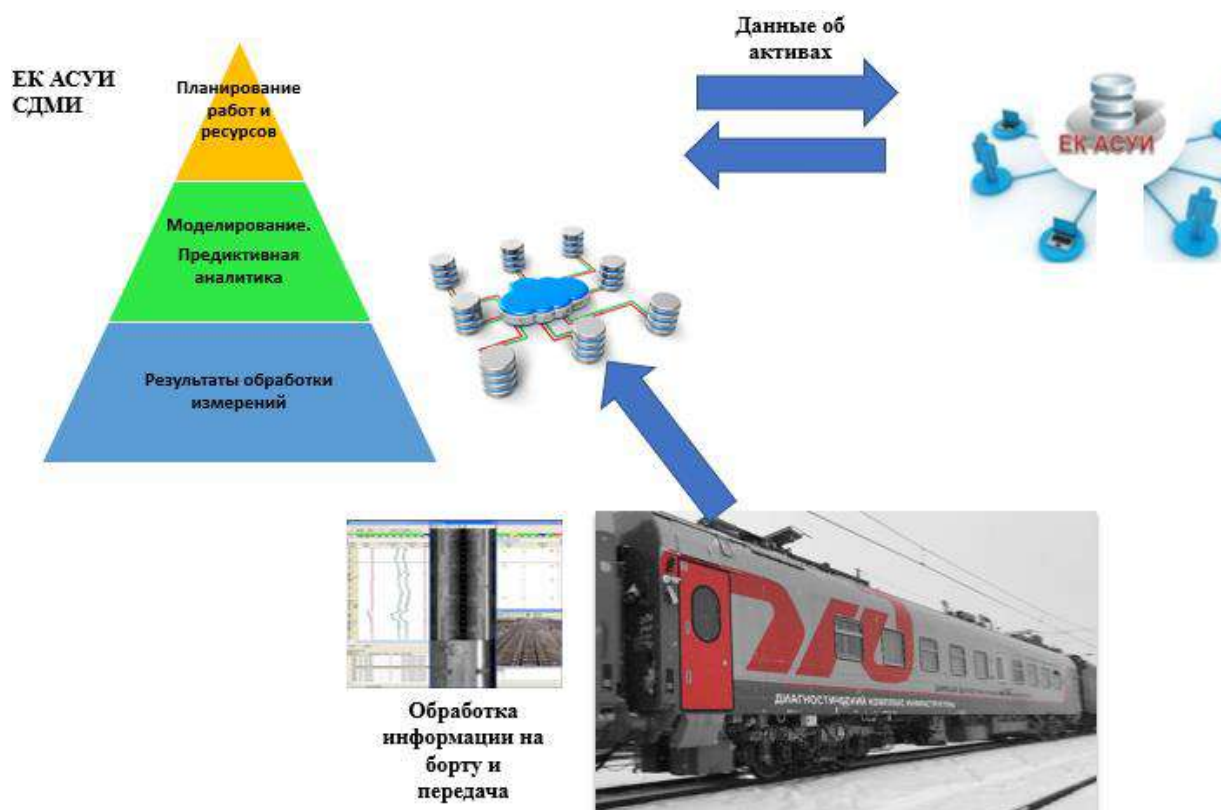 Данные об
активах
ЕК АСУИ
СДМИ
Планирование
работ и
ресурсов
ЕК АСУИ
Моделирование.
Предиктивная
аналитика
Результаты обработки
измерений
ДИАГНОСТИЧЕСКИЙ КОМПЛЕКС ИНФРАСТРУКТУРЫ
Обработка
информации на
борту и
передача